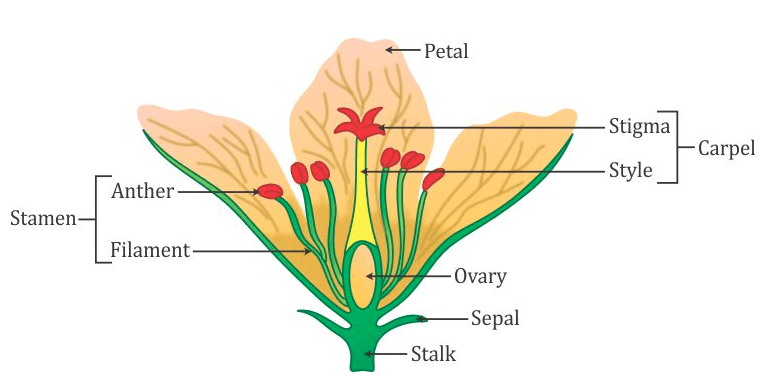 Petal
Stigma
Carpel
Style
Anther
Stamen
Filament
Ovary
Sepal
Stalk